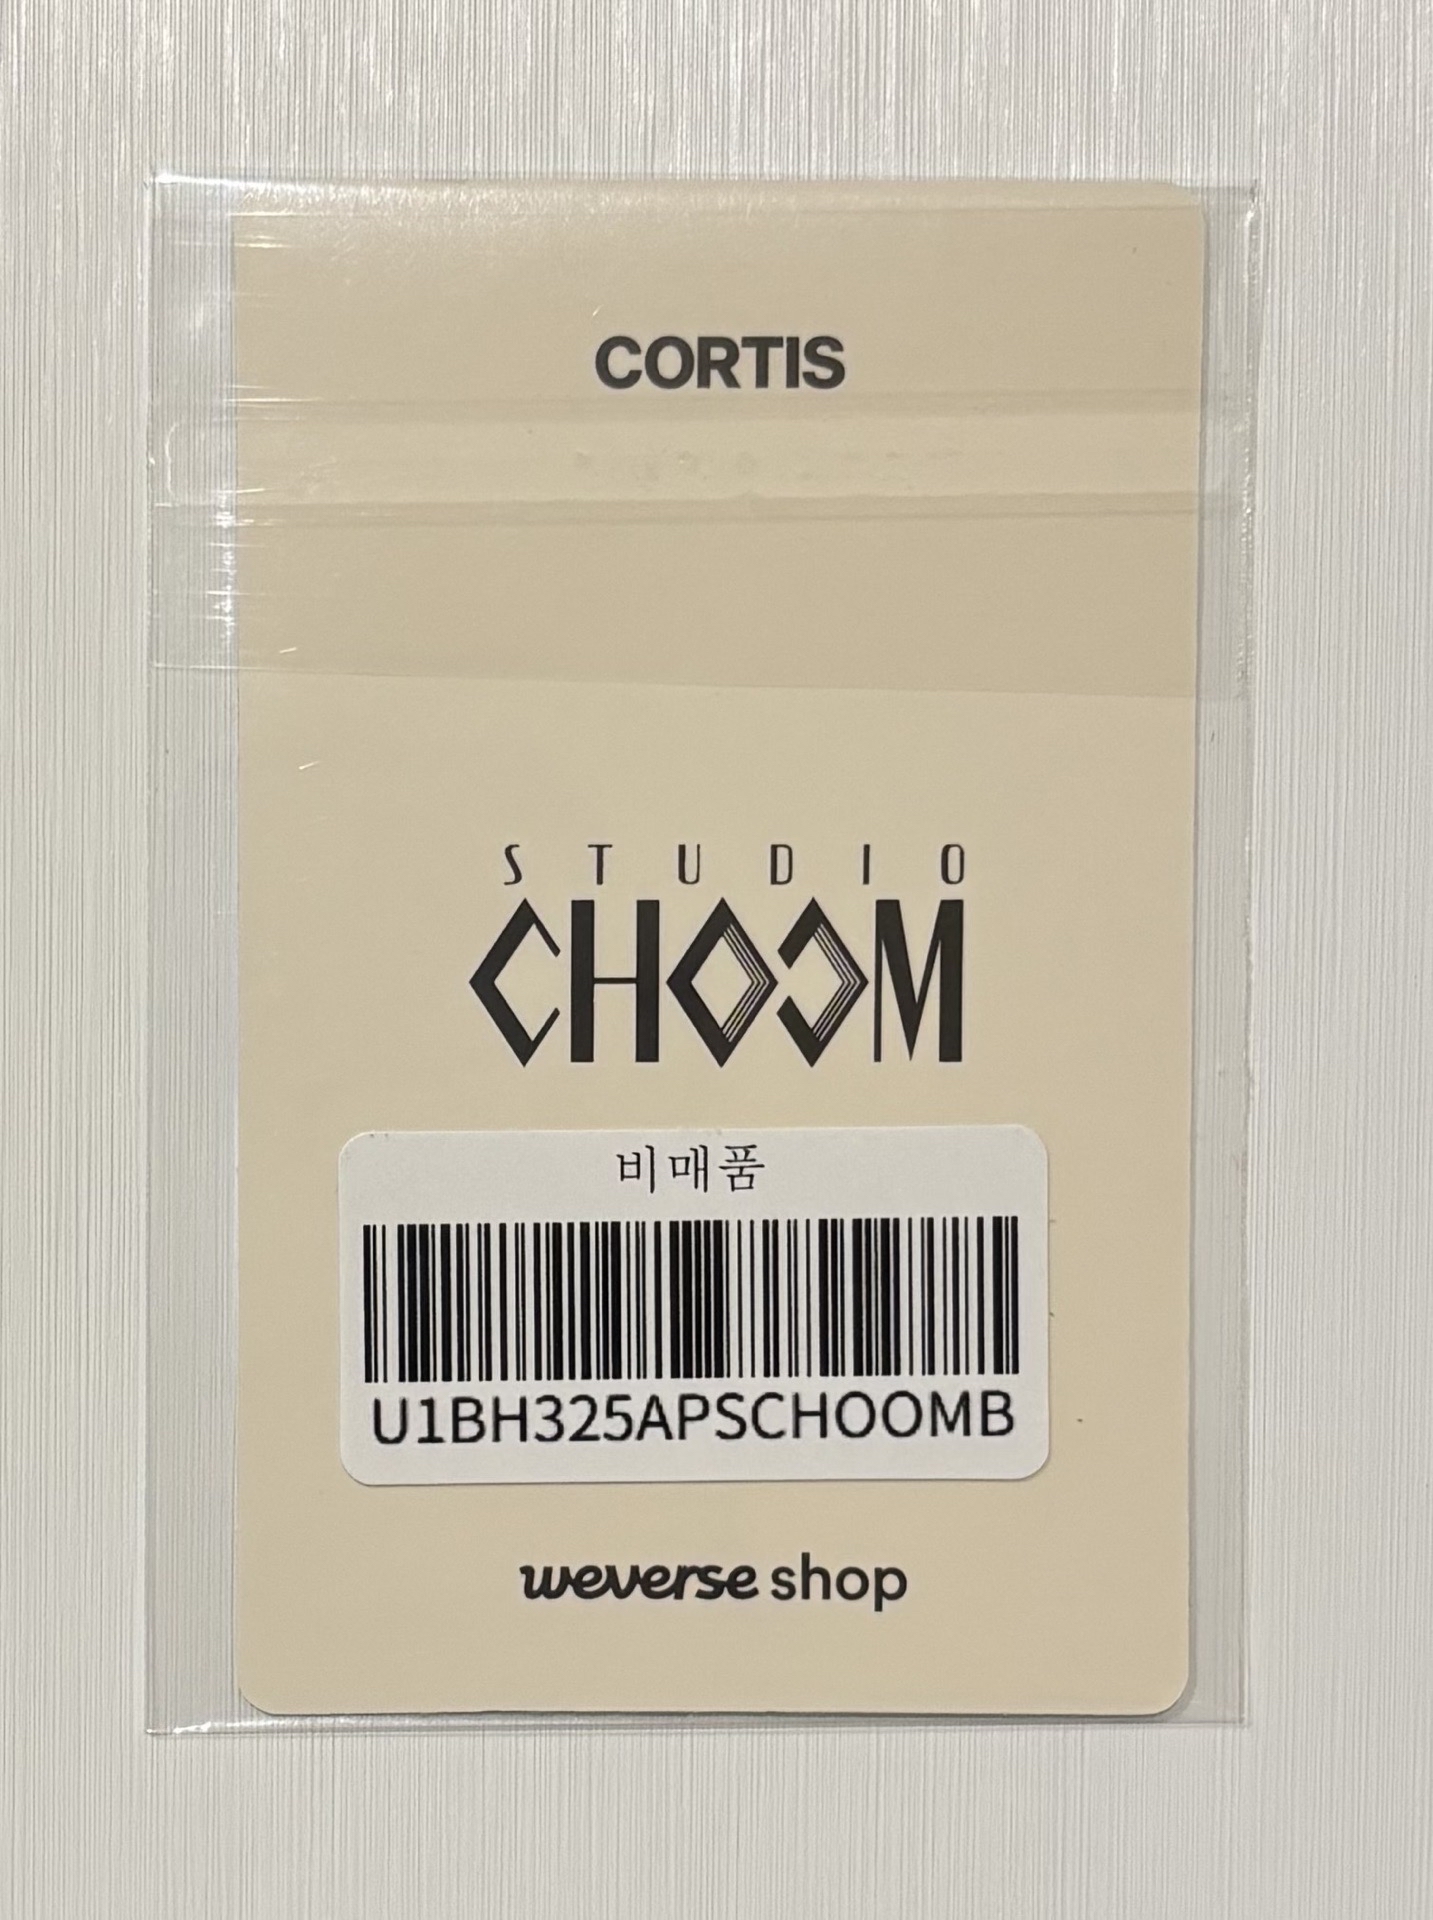 CORTIS
STUDIO
CHOOM
비매품
U1BH325APSCHOOMB
weverse shop